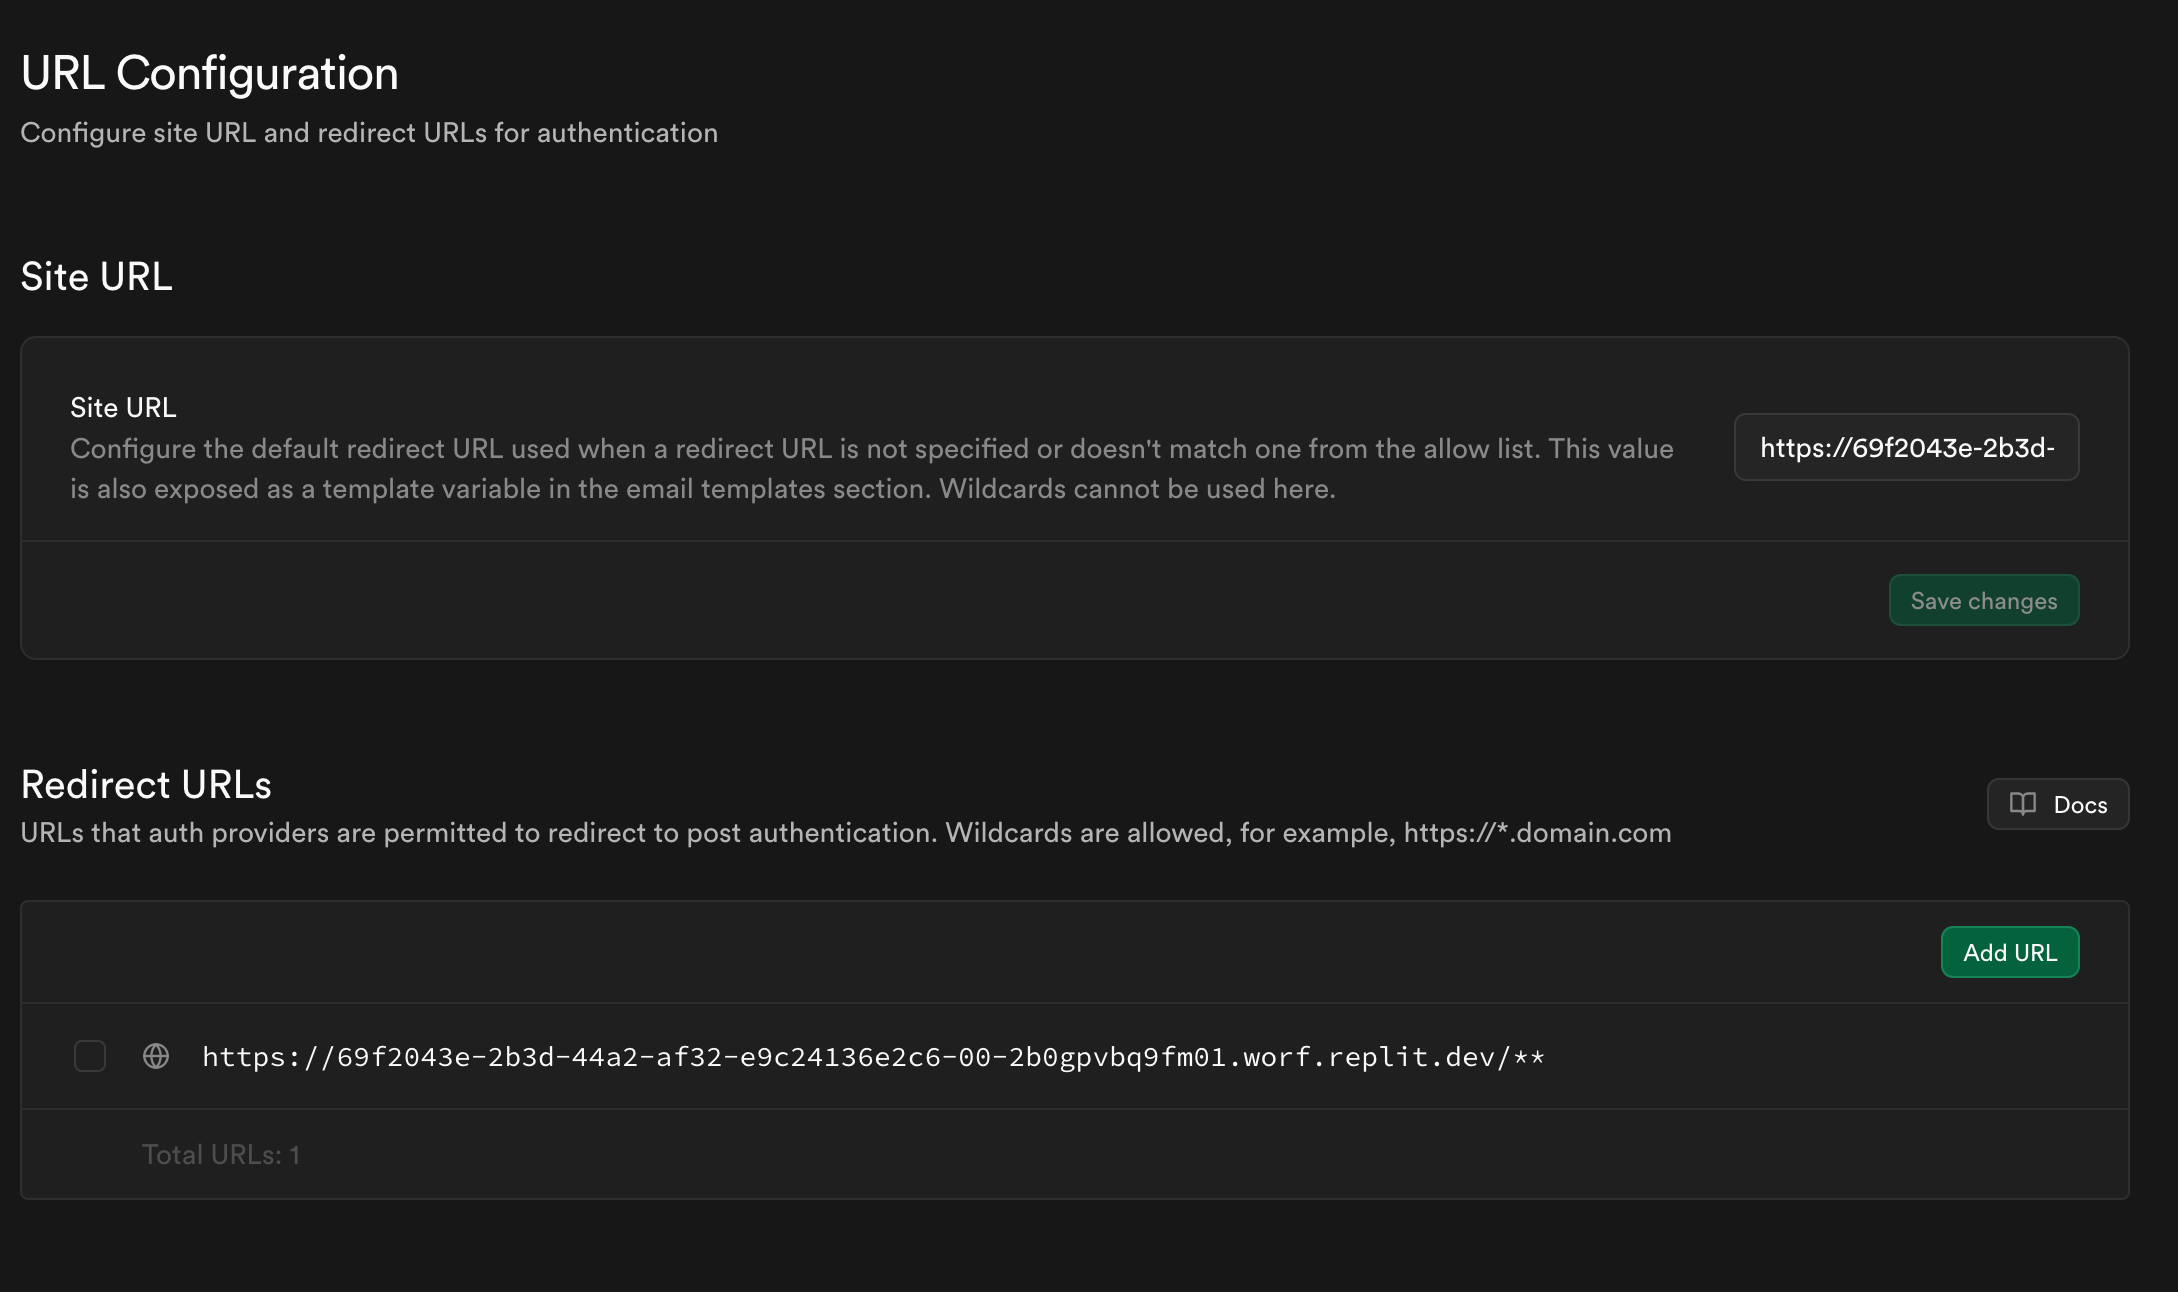 URL Configuration
Configure site URL and redirect URLs for authentication
Site URL
Site URL
Configure the default redirect URL used when a redirect URL is not specified or doesn't match one from the allow list. This value
is also exposed as a template variable in the email templates section. Wildcards cannot be used here.
https://69f2043e-2b3d-
Save changes
Redirect URLs
URLs that auth providers are permitted to redirect to post authentication. Wildcards are allowed, for example, https://*.domain.com
Docs
Add URL
https://69f2043e-2b3d-44a2-af32-e9c24136e2c6-00-2b0gpvbq9fm01.worf.replit.dev/**
Total URLs: 1